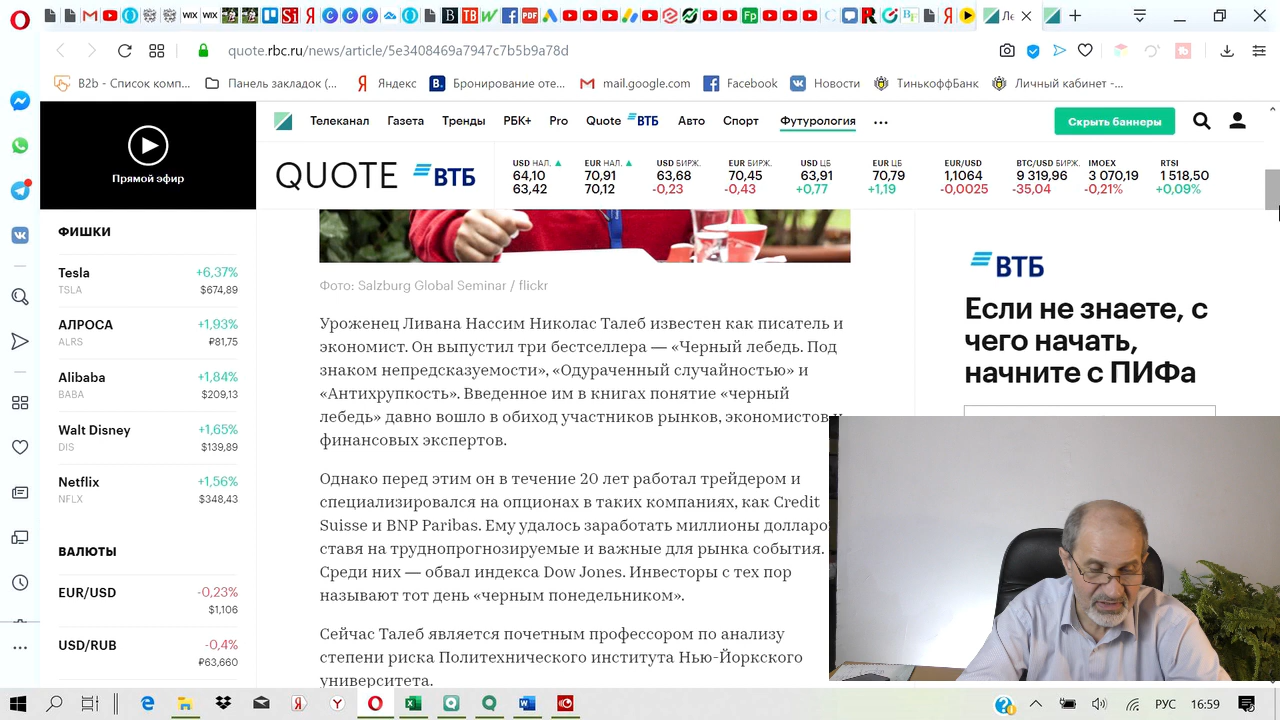 WIX
WIX
Si
Я
C
C
C
B
TB
W
f
PDF
Fp
R
BF
Я
Ле
quote.rbc.ru/news/article/5e3408469a7947c7b5b9a78d
B2b - Список комп...
Панель закладок (...
Яндекс
Бронирование оте...
mail.google.com
Facebook
Новости
ТинькоффБанк
Личный кабинет -...
Прямой эфир
Телеканал
Газета
Тренды
РБК+
Pro
Quote
ВТБ
Авто
Спорт
Футурология
Скрыть баннеры
QUOTE ВТБ
USD НАЛ. EUR НАЛ. USD БИРЖ. EUR БИРЖ. USD ЦБ EUR ЦБ EUR/USD BTC/USD БИРЖ. IMOEX RTSI
64,10 70,91 63,68 70,45 63,91 70,79 1,1064 9 319,96 3 070,19 1 518,50
63,42 70,12 -0,23 -0,43 +0,77 +1,19 -0,0025 -35,04 -0,21% +0,09%
ФИШКИ
Tesla +6,37%
TSLA $674,89
АЛРОСА +1,93%
ALRS ₽81,75
Alibaba +1,84%
BABA $209,13
Walt Disney +1,65%
DIS $139,89
Netflix +1,56%
NFLX $348,43
ВАЛЮТЫ
EUR/USD -0,23%
$1,106
USD/RUB -0,4%
₽63,660
Фото: Salzburg Global Seminar / flickr
Уроженец Ливана Нассим Николас Талеб известен как писатель и
экономист. Он выпустил три бестселлера — «Черный лебедь. Под
знаком непредсказуемости», «Одураченный случайностью» и
«Антихрупкость». Введенное им в книгах понятие «черный
лебедь» давно вошло в обиход участников рынков, экономистов и
финансовых экспертов.
Однако перед этим он в течение 20 лет работал трейдером и
специализировался на опционах в таких компаниях, как Credit
Suisse и BNP Paribas. Ему удалось заработать миллионы долларо
ставя на труднопрогнозируемые и важные для рынка события.
Среди них — обвал индекса Dow Jones. Инвесторы с тех пор
называют тот день «черным понедельником».
Сейчас Талеб является почетным профессором по анализу
степени риска Политехнического института Нью-Йоркского
университета.
ВТБ
Если не знаете, с
чего начать,
начните с ПИФа
РУС
16:59